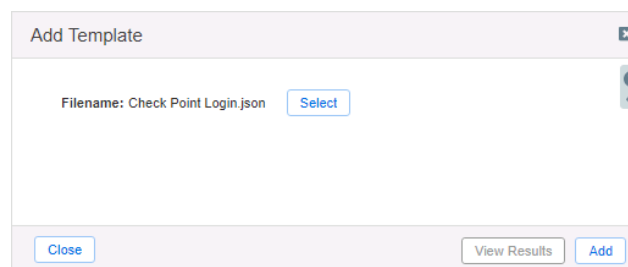 Add Template
Filename: Check Point Login.json Select
Close View Results Add